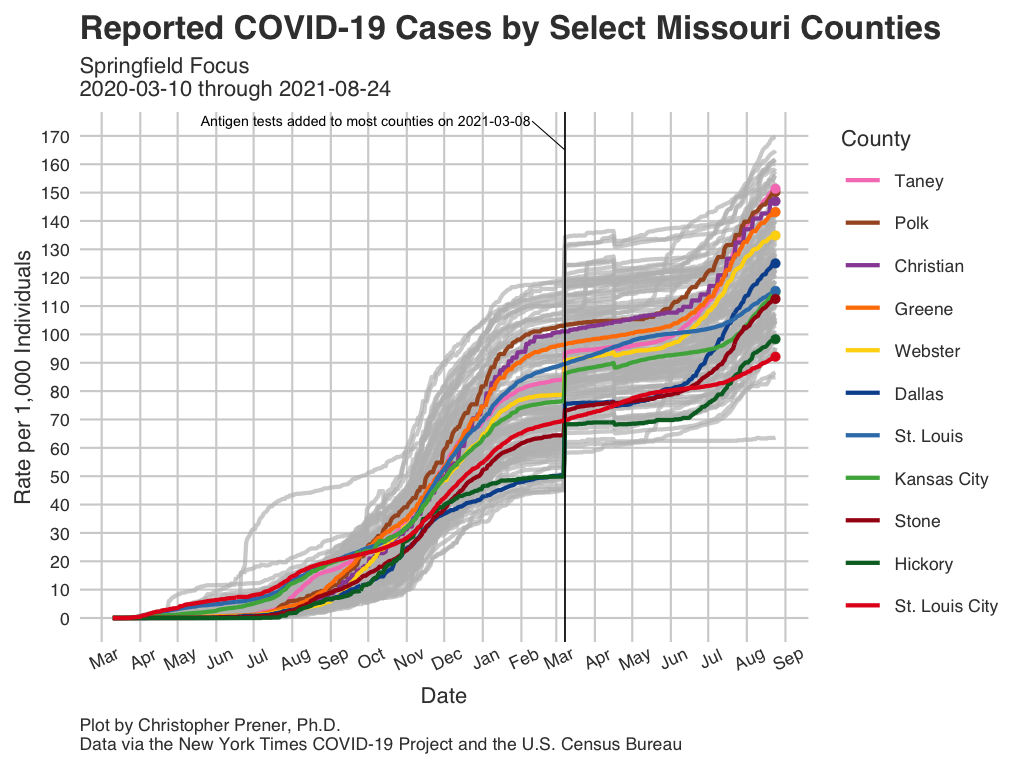 Reported COVID-19 Cases by Select Missouri Counties
Springfield Focus
2020-03-10 through 2021-08-24
Antigen tests added to most counties on 2021-03-08
Rate per 1,000 Individuals
170
160
150
140
130
120
110
100
90
80
70
60
50
40
30
20
10
0
Mar Apr May Jun Jul Aug Sep Oct Nov Dec Jan Feb Mar Apr May Jun Jul Aug Sep
Date
County
Taney
Polk
Christian
Greene
Webster
Dallas
St. Louis
Kansas City
Stone
Hickory
St. Louis City
Plot by Christopher Prener, Ph.D.
Data via the New York Times COVID-19 Project and the U.S. Census Bureau